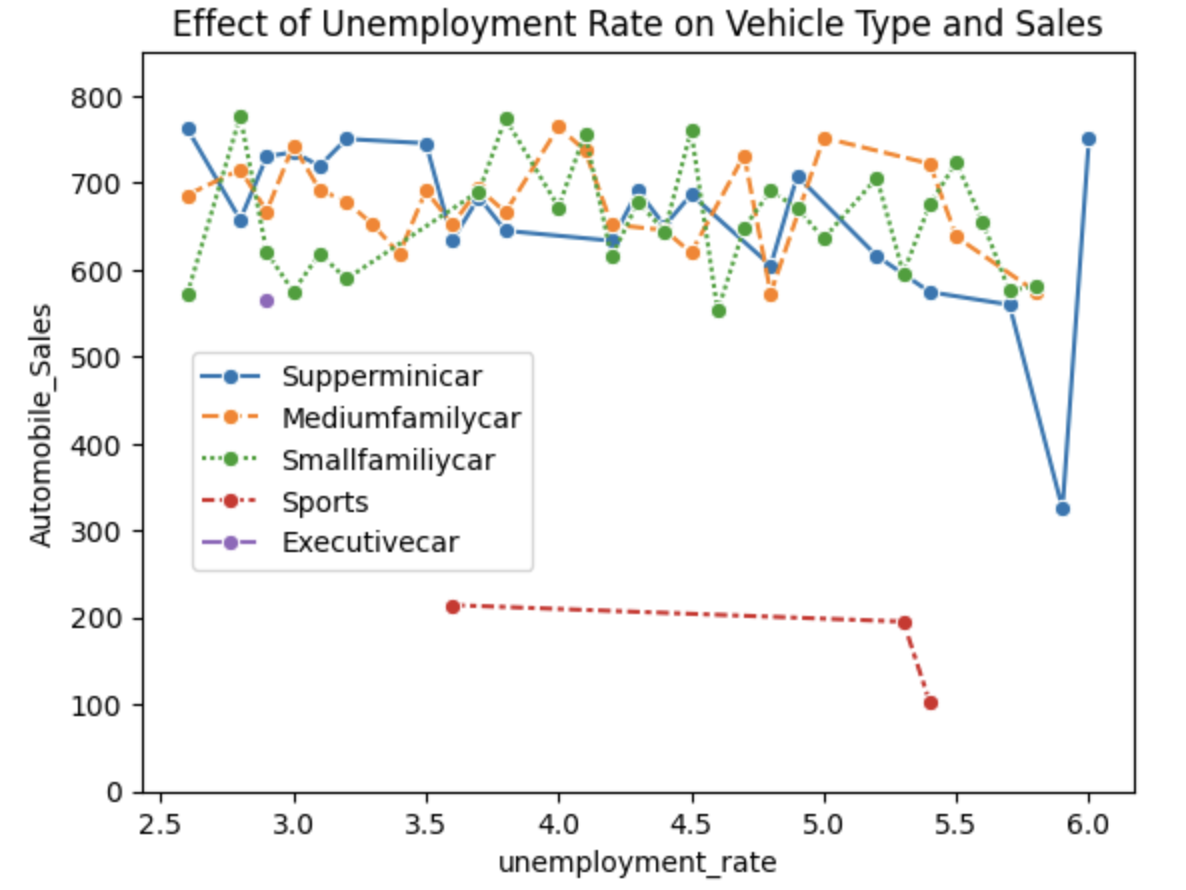 Effect of Unemployment Rate on Vehicle Type and Sales
Automobile_Sales
800
700
600
500
400
300
200
100
0
Supperminicar
Mediumfamilycar
Smallfamiliycar
Sports
Executivecar
2.5 3.0 3.5 4.0 4.5 5.0 5.5 6.0
unemployment_rate